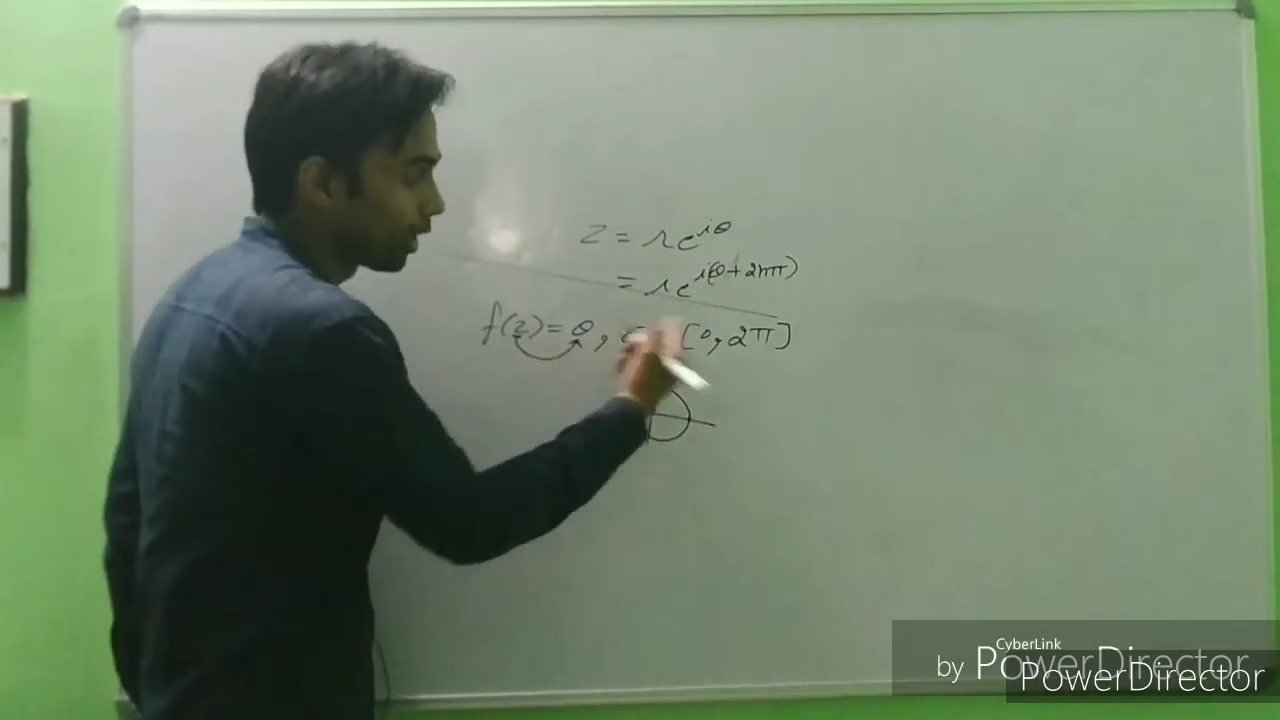 z = re^{iθ}
= re^{i(θ+2nπ)}
f(z) = θ, [0, 2π]
CyberLink
by PowerDirector
PowerDirector